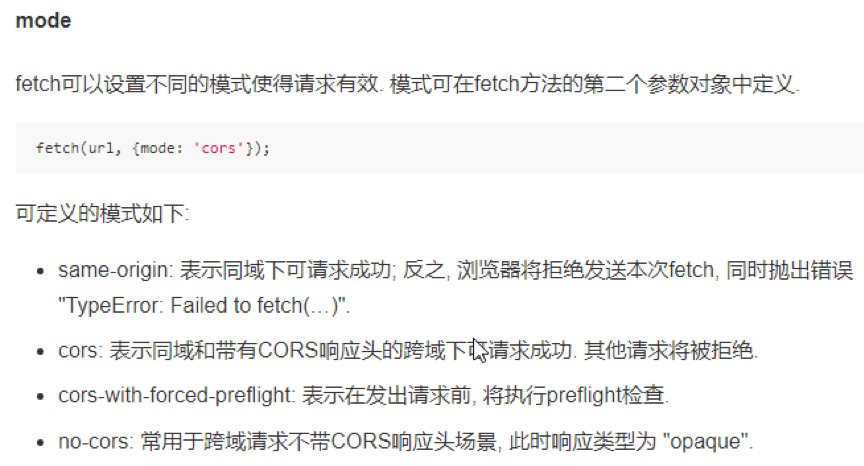 mode
fetch可以设置不同的模式使得请求有效. 模式可在fetch方法的第二个参数对象中定义.
fetch(url, {mode: 'cors'});
可定义的模式如下:
• same-origin: 表示同域下可请求成功; 反之, 浏览器将拒绝发送本次fetch, 同时抛出错误
"TypeError: Failed to fetch(…)".
• cors: 表示同域和带有CORS响应头的跨域下可请求成功. 其他请求将被拒绝.
• cors-with-forced-preflight: 表示在发出请求前, 将执行preflight检查.
• no-cors: 常用于跨域请求不带CORS响应头场景, 此时响应类型为 "opaque".